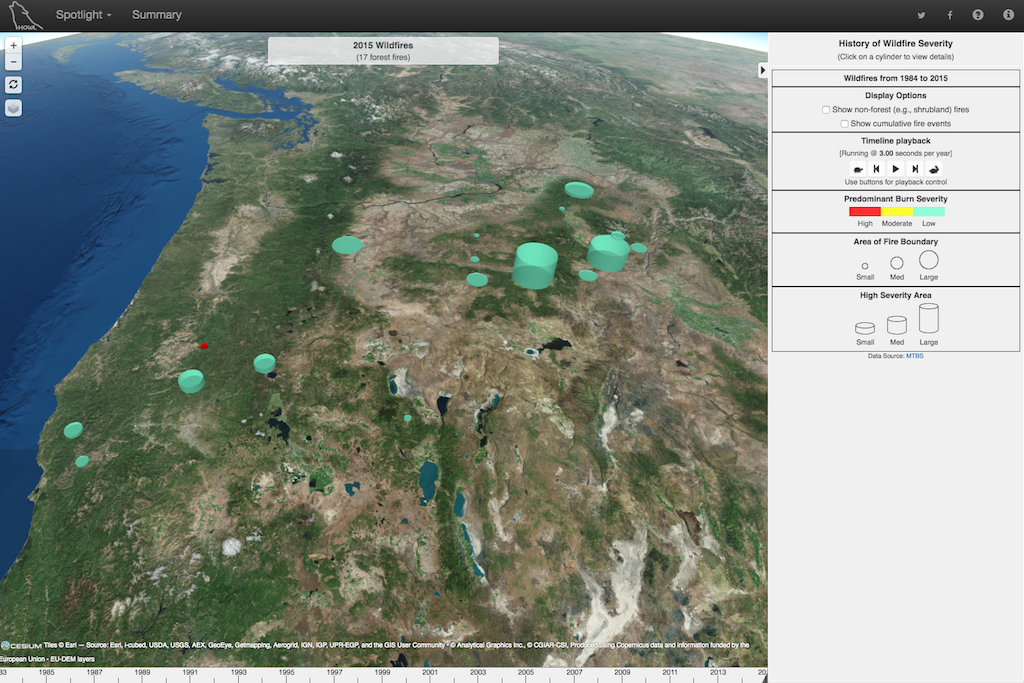 HOWL
Spotlight
Summary
2015 Wildfires
(17 forest fires)
History of Wildfire Severity
(Click on a cylinder to view details)
Wildfires from 1984 to 2015
Display Options
Show non-forest (e.g., shrubland) fires
Show cumulative fire events
Timeline playback
[Running @ 3.00 seconds per year]
Use buttons for playback control
Predominant Burn Severity
High Moderate Low
Area of Fire Boundary
Small Med Large
High Severity Area
Small Med Large
Data Source: MTBS
CESIUM Tiles © Esri — Source: Esri, i-cubed, USDA, USGS, AEX, GeoEye, Getmapping, Aerogrid, IGN, IGP, UPR-EGP, and the GIS User Community • © Analytical Graphics Inc., © CGIAR-CSI, Produced using Copernicus data and information funded by the
European Union - EU-DEM layers
83 1985 1987 1989 1991 1993 1995 1997 1999 2001 2003 2005 2007 2009 2011 2013 20